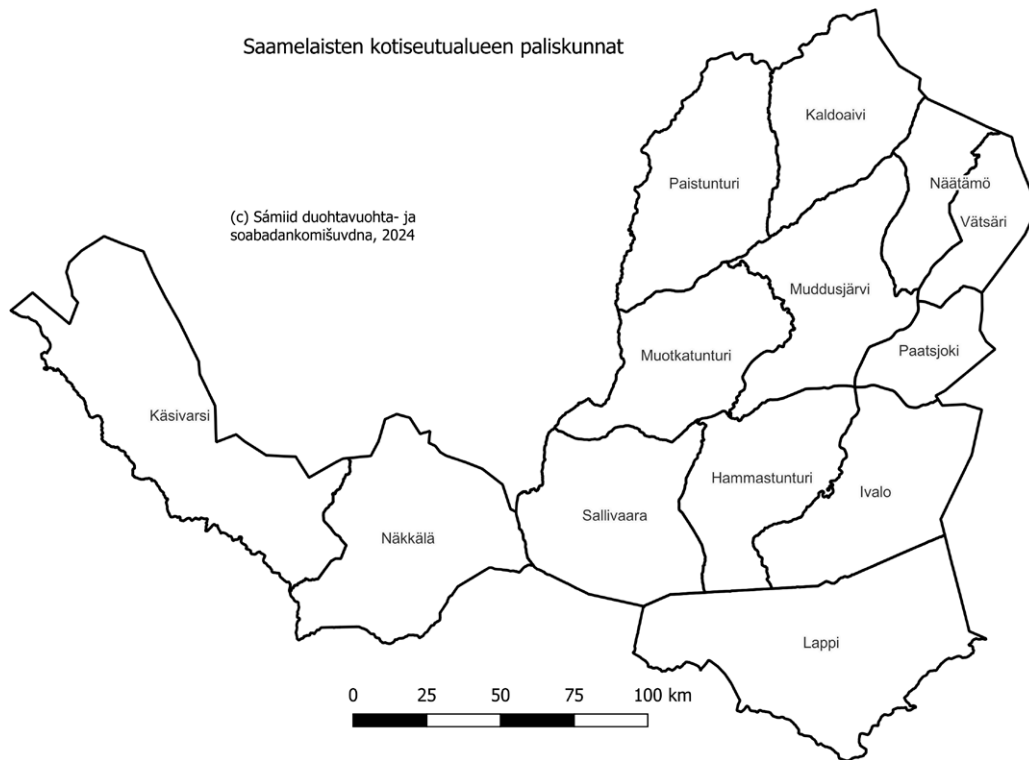 Saamelaisten kotiseutualueen paliskunnat
Kaldoaivi
Paistunturi
Näätämö
Vätsäri
(c) Sámiid duohtavuohta- ja
soabadankomišuvdna, 2024
Muddusjärvi
Muotkatunturi
Paatsjoki
Käsivarsi
Hammastunturi
Ivalo
Sallivaara
Näkkälä
Lappi
0 25 50 75 100 km